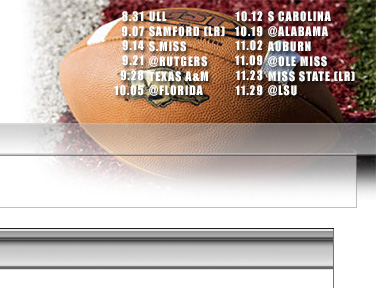 8.31 ULL
9.07 SAMFORD (LR)
9.14 S.MISS
9.21 @RUTGERS
9.28 TEXAS A&M
10.05 @FLORIDA
10.12 S CAROLINA
10.19 @ALABAMA
11.02 AUBURN
11.09 @OLE MISS
11.23 MISS STATE (LR)
11.29 @LSU